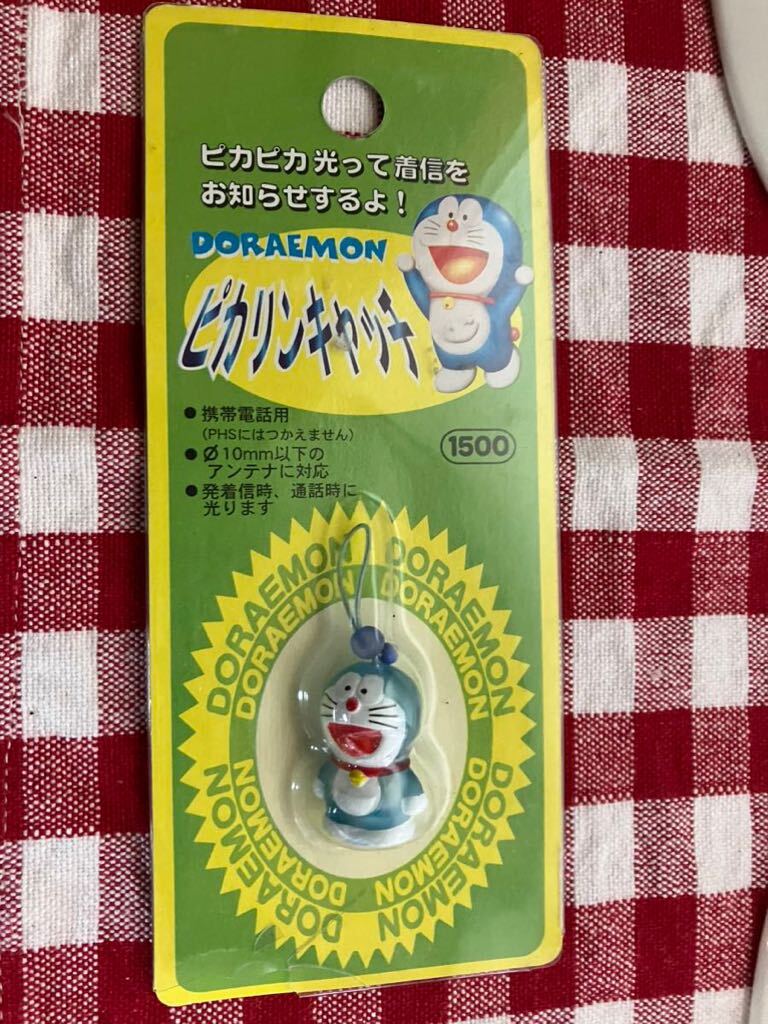 ピカピカ光って着信を
お知らせするよ！
DORAEMON
ピカリンキャッチ
● 携帯電話用
(PHSにはつかえません)
● Ø10mm以下の
アンテナに対応
● 発着信時、通話時に
光ります
1500
DORAEMON DORAEMON DORAEMON DORAEMON
DORAEMON DORAEMON DORAEMON DORAEMON